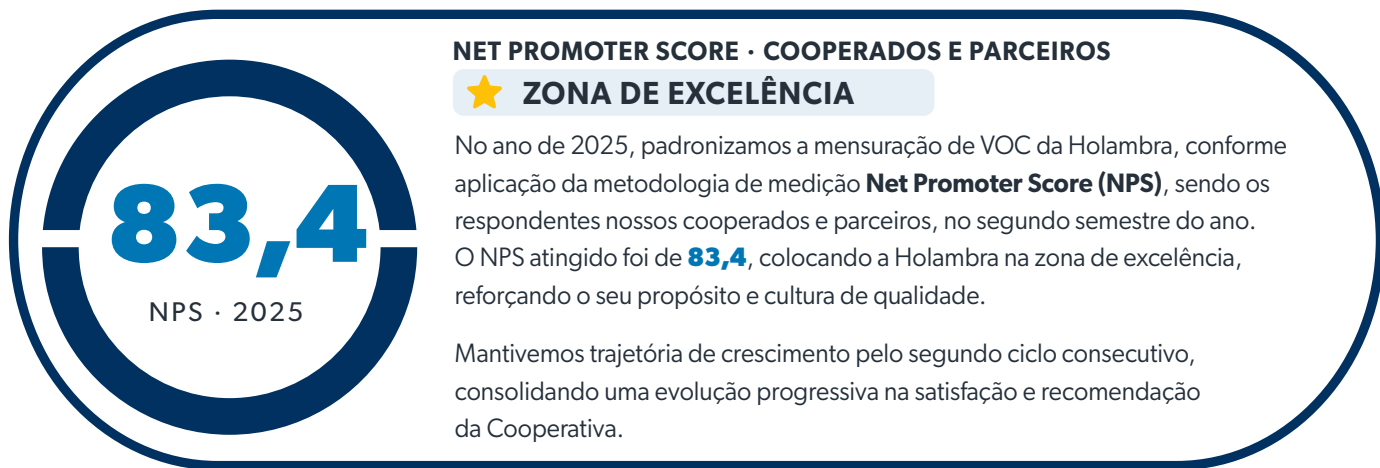 83,4
NPS · 2025
NET PROMOTER SCORE · COOPERADOS E PARCEIROS
ZONA DE EXCELÊNCIA
No ano de 2025, padronizamos a mensuração de VOC da Holambra, conforme
aplicação da metodologia de medição Net Promoter Score (NPS), sendo os
respondentes nossos cooperados e parceiros, no segundo semestre do ano.
O NPS atingido foi de 83,4, colocando a Holambra na zona de excelência,
reforçando o seu propósito e cultura de qualidade.
Mantivemos trajetória de crescimento pelo segundo ciclo consecutivo,
consolidando uma evolução progressiva na satisfação e recomendação
da Cooperativa.